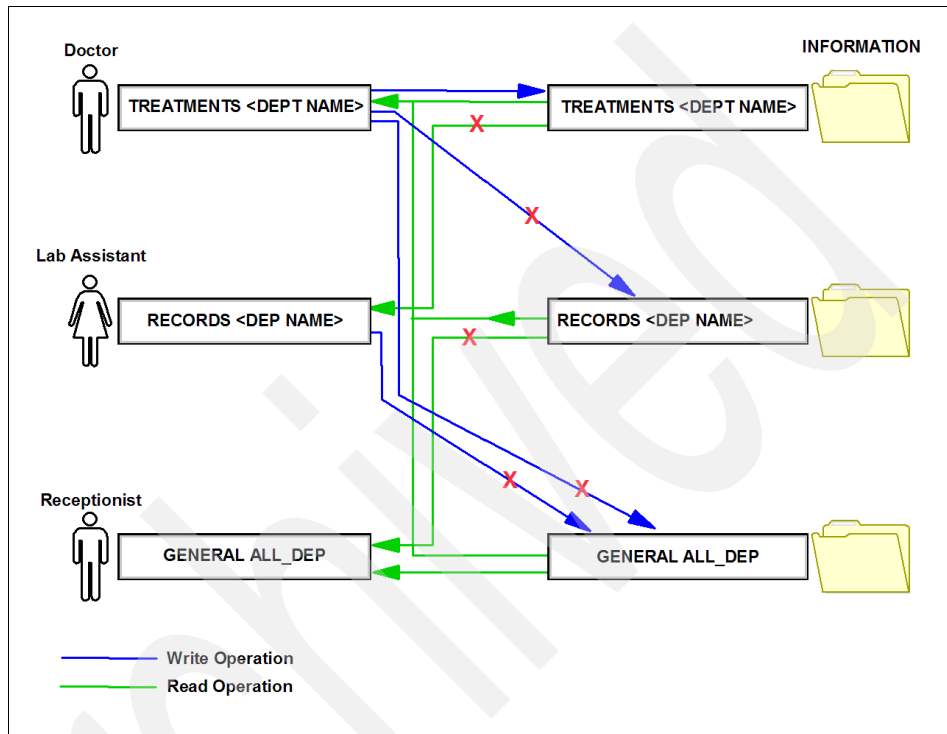 Doctor
INFORMATION
TREATMENTS <DEPT NAME>
TREATMENTS <DEPT NAME>
X
X
Lab Assistant
RECORDS <DEP NAME>
RECORDS <DEP NAME>
X
X
X
Receptionist
GENERAL ALL_DEP
GENERAL ALL_DEP
Write Operation
Read Operation